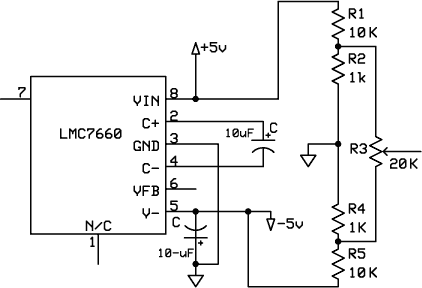 R1
+5v
10K
R2
7
8
1k
VIN
2
C+
10uF
+
C
LMC7660
3
GND
R3
4
C-
20K
6
VFB
5
V-
R4
N/C
C
-5v
1K
1
+
10-uF
R5
10K